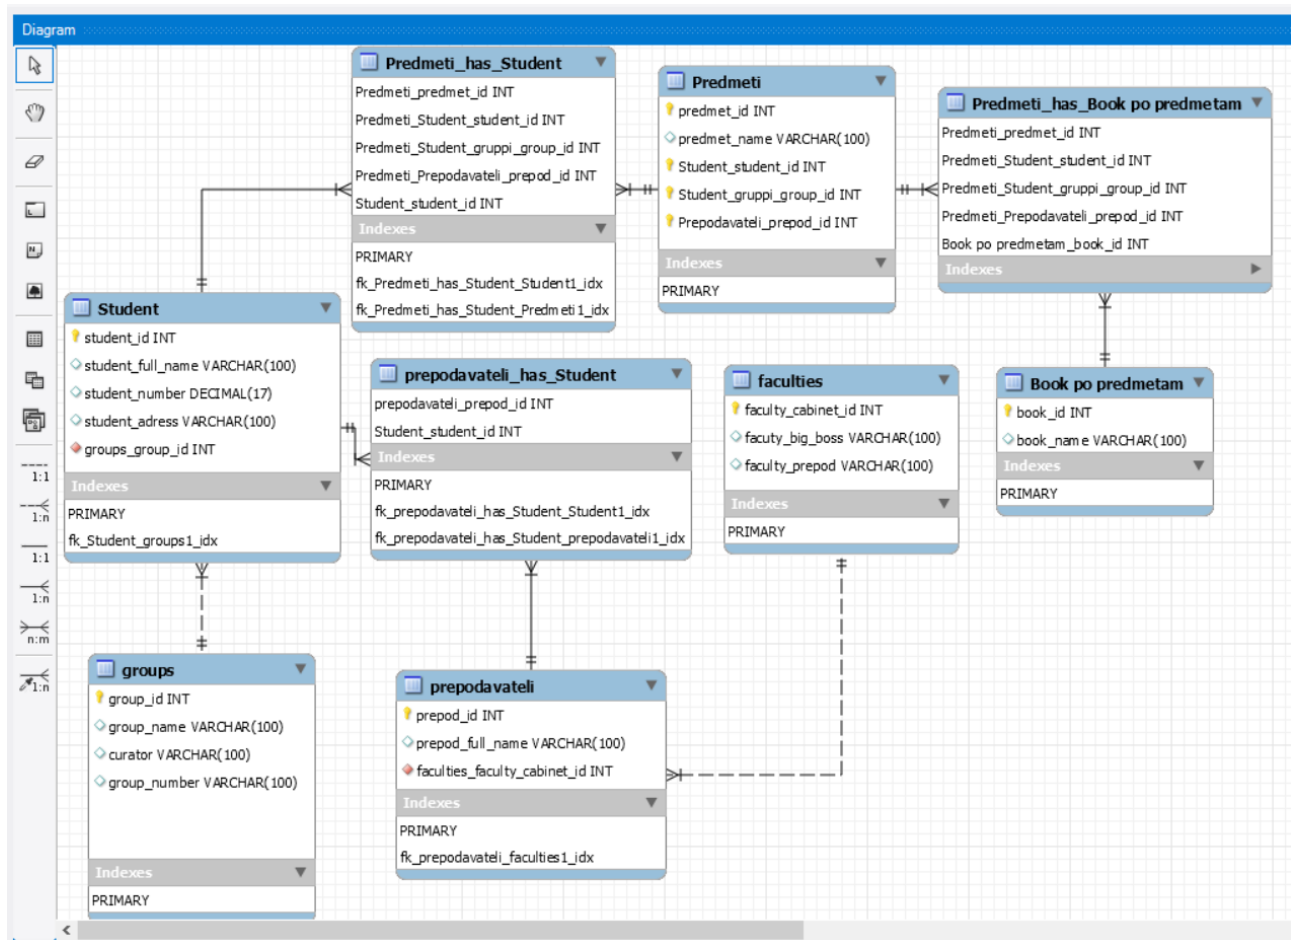 Diagram
Predmeti_has_Student
Predmeti_predmet_id INT
Predmeti_Student_student_id INT
Predmeti_Student_gruppi_group_id INT
Predmeti_Prepodavateli_prepod_id INT
Student_student_id INT
Indexes
PRIMARY
fk_Predmeti_has_Student_Student1_idx
fk_Predmeti_has_Student_Predmeti1_idx
Predmeti
predmet_id INT
predmet_name VARCHAR(100)
Student_student_id INT
Student_gruppi_group_id INT
Prepodavateli_prepod_id INT
Indexes
PRIMARY
Predmeti_has_Book po predmetam
Predmeti_predmet_id INT
Predmeti_Student_student_id INT
Predmeti_Student_gruppi_group_id INT
Predmeti_Prepodavateli_prepod_id INT
Book po predmetam_book_id INT
Indexes
Student
student_id INT
student_full_name VARCHAR(100)
student_number DECIMAL(17)
student_adress VARCHAR(100)
groups_group_id INT
Indexes
PRIMARY
fk_Student_groups1_idx
prepodavateli_has_Student
prepodavateli_prepod_id INT
Student_student_id INT
Indexes
PRIMARY
fk_prepodavateli_has_Student_Student1_idx
fk_prepodavateli_has_Student_prepodavateli1_idx
faculties
faculty_cabinet_id INT
facuty_big_boss VARCHAR(100)
faculty_prepod VARCHAR(100)
Indexes
PRIMARY
Book po predmetam
book_id INT
book_name VARCHAR(100)
Indexes
PRIMARY
groups
group_id INT
group_name VARCHAR(100)
curator VARCHAR(100)
group_number VARCHAR(100)
Indexes
PRIMARY
prepodavateli
prepod_id INT
prepod_full_name VARCHAR(100)
faculties_faculty_cabinet_id INT
Indexes
PRIMARY
fk_prepodavateli_faculties1_idx
1:1
1:n
1:1
1:n
n:m
1:n